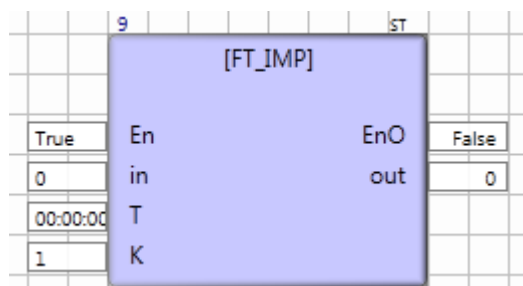 9 ST
[FT_IMP]
True En EnO False
0 in out 0
00:00:00 T
1 K